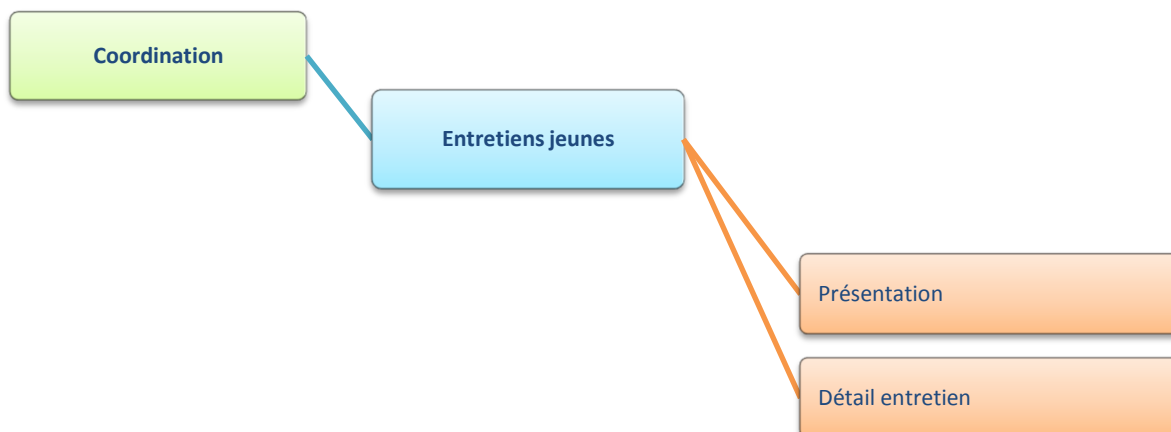 Coordination
Entretiens jeunes
Présentation
Détail entretien